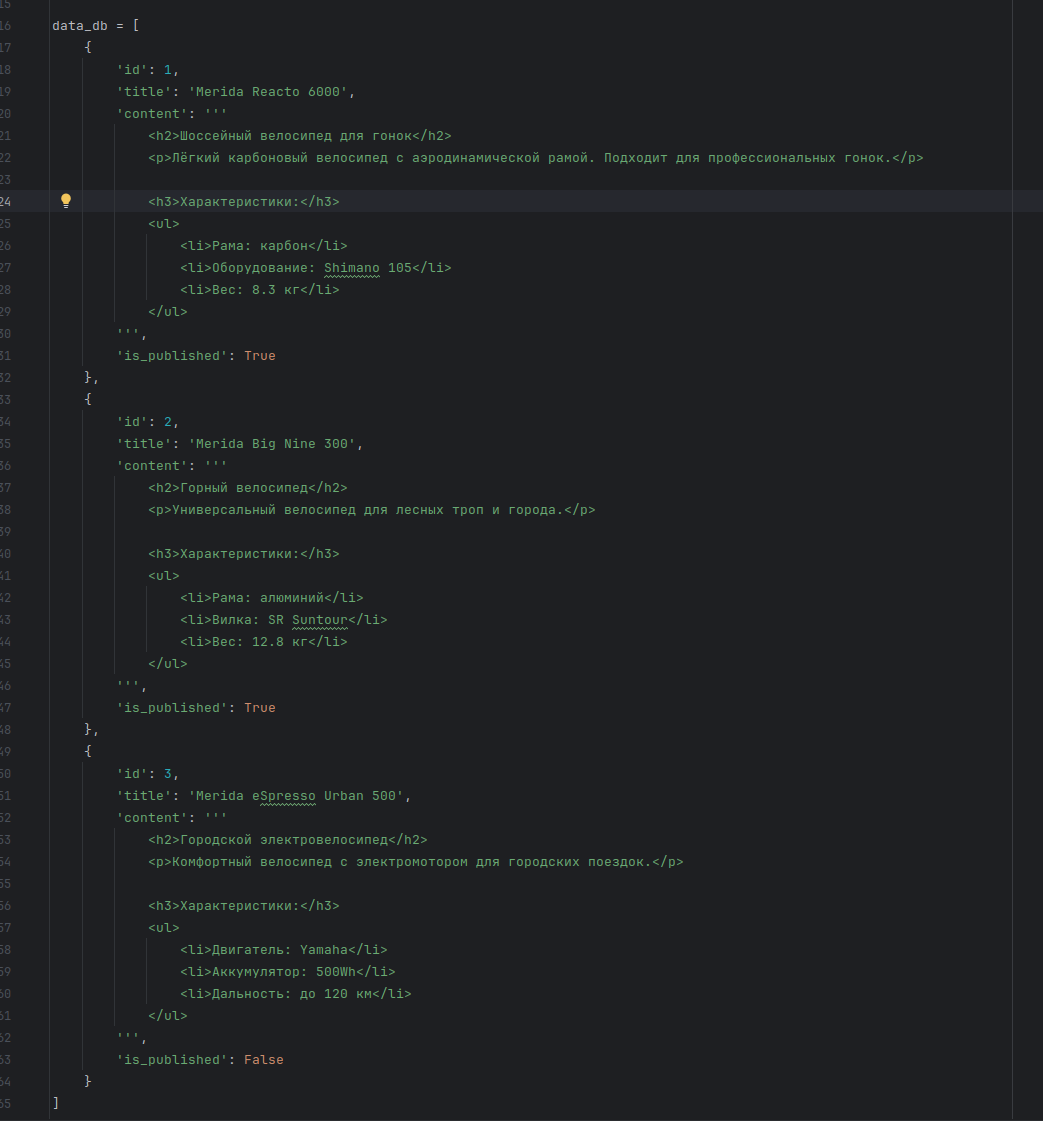 15
16 data_db = [
17 {
18 'id': 1,
19 'title': 'Merida Reacto 6000',
20 'content': '''
21 <h2>Шоссейный велосипед для гонок</h2>
22 <p>Лёгкий карбоновый велосипед с аэродинамической рамой. Подходит для профессиональных гонок.</p>
23
24 <h3>Характеристики:</h3>
25 <ul>
26 <li>Рама: карбон</li>
27 <li>Оборудование: Shimano 105</li>
28 <li>Вес: 8.3 кг</li>
29 </ul>
30 ''',
31 'is_published': True
32 },
33 {
34 'id': 2,
35 'title': 'Merida Big Nine 300',
36 'content': '''
37 <h2>Горный велосипед</h2>
38 <p>Универсальный велосипед для лесных троп и города.</p>
39
40 <h3>Характеристики:</h3>
41 <ul>
42 <li>Рама: алюминий</li>
43 <li>Вилка: SR Suntour</li>
44 <li>Вес: 12.8 кг</li>
45 </ul>
46 ''',
47 'is_published': True
48 },
49 {
50 'id': 3,
51 'title': 'Merida eSpresso Urban 500',
52 'content': '''
53 <h2>Городской электровелосипед</h2>
54 <p>Комфортный велосипед с электромотором для городских поездок.</p>
55
56 <h3>Характеристики:</h3>
57 <ul>
58 <li>Двигатель: Yamaha</li>
59 <li>Аккумулятор: 500Wh</li>
60 <li>Дальность: до 120 км</li>
61 </ul>
62 ''',
63 'is_published': False
64 }
65 ]